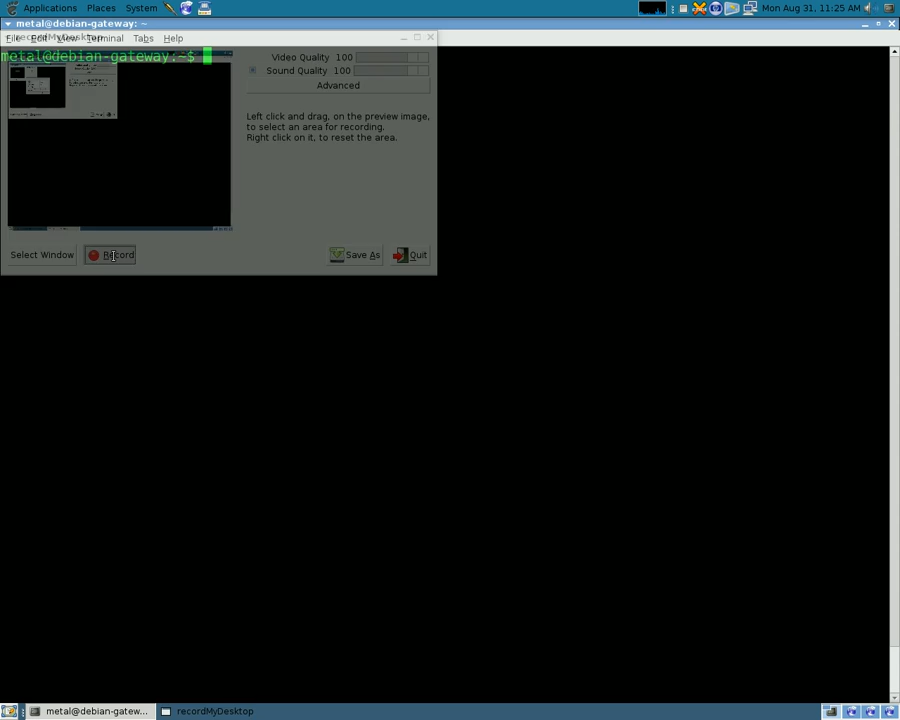 Applications Places System Mon Aug 31, 11:25 AM
metal@debian-gateway: ~
recordMyDesktop
File Edit View Terminal Tabs Help
metal@debian-gateway:~$
Video Quality 100
Sound Quality 100
Advanced
Left click and drag, on the preview image,
to select an area for recording.
Right click on it, to reset the area.
Select Window Record Save As Quit
metal@debian-gatew... recordMyDesktop